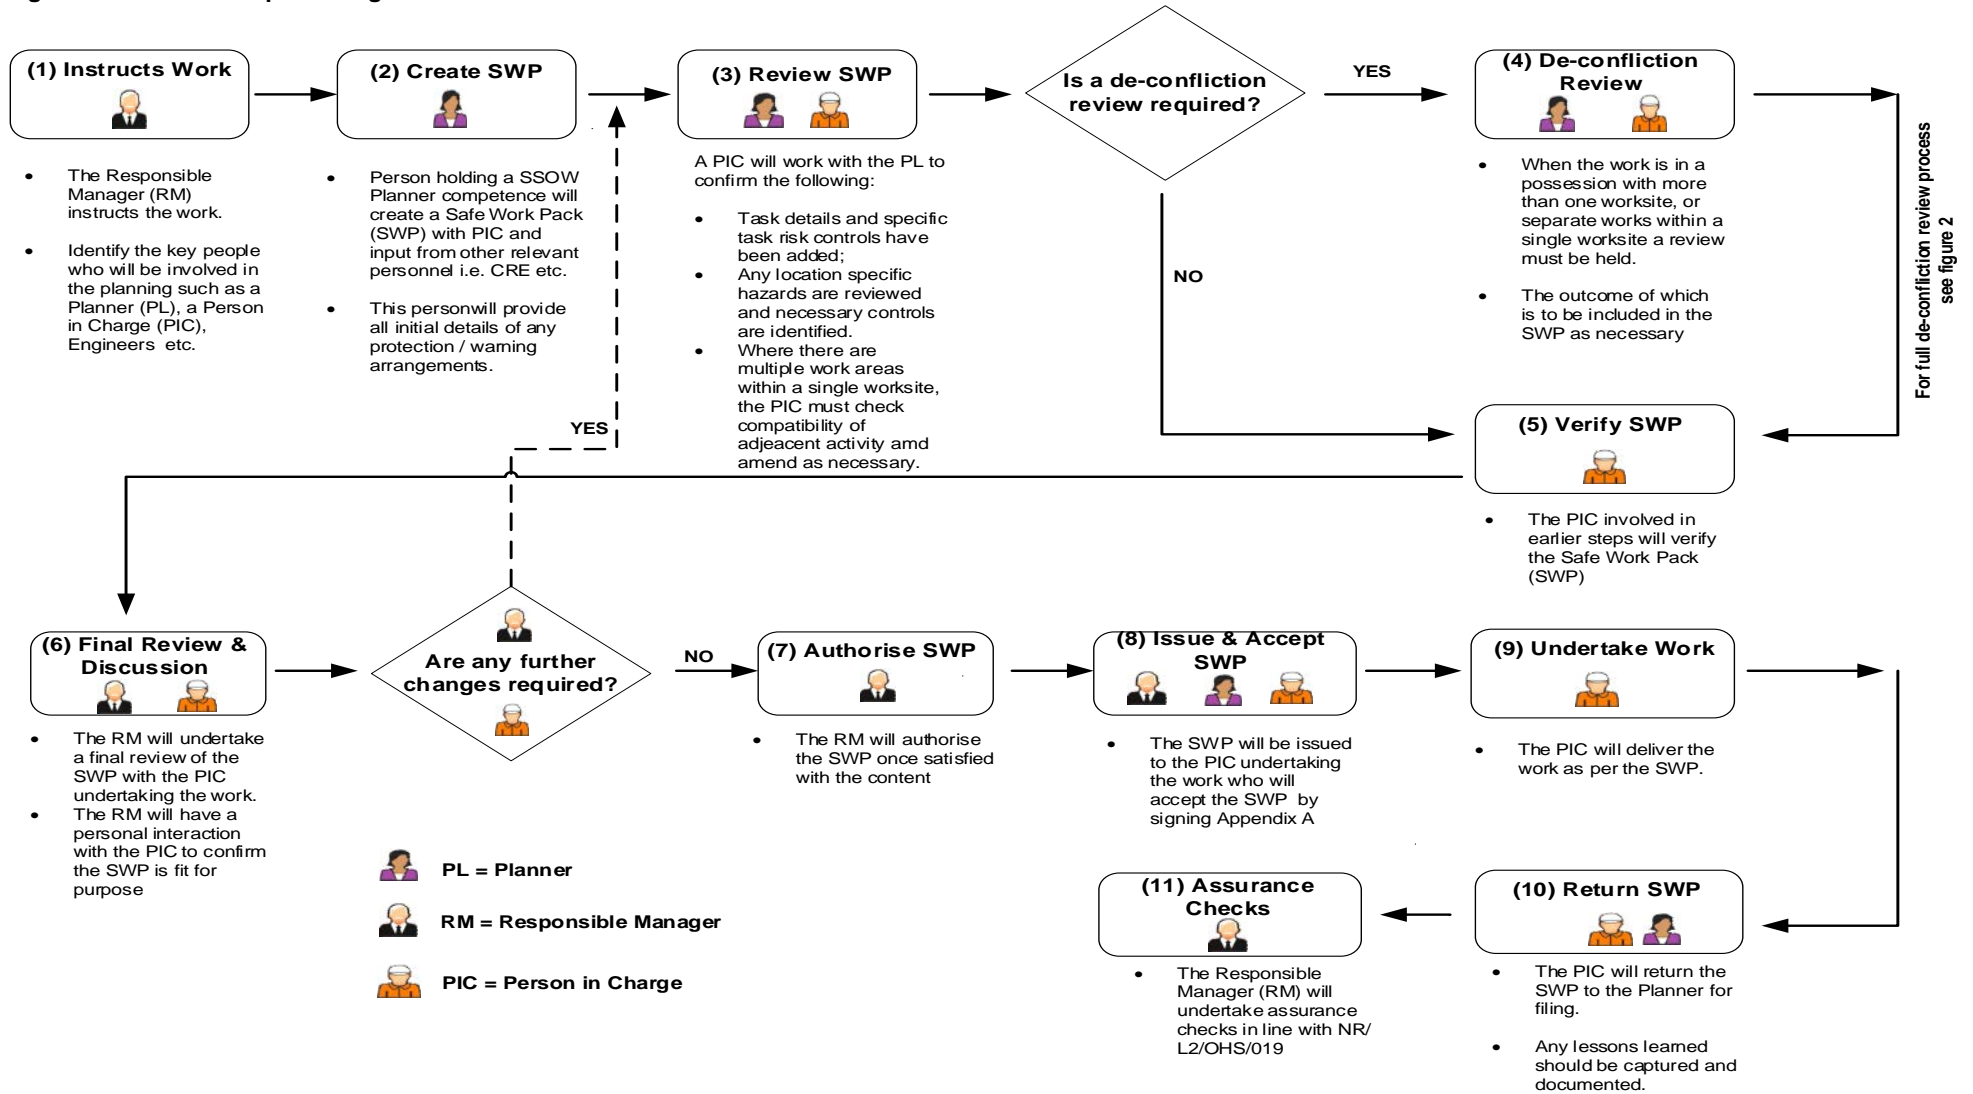 (1) Instructs Work
The Responsible
Manager (RM)
instructs the work.
Identify the key people
who will be involved in
the planning such as a
Planner (PL), a Person
in Charge (PIC),
Engineers etc.
(2) Create SWP
Person holding a SSOW
Planner competence will
create a Safe Work Pack
(SWP) with PIC and
input from other relevant
personnel i.e. CRE etc.
This personwill provide
all initial details of any
protection / warning
arrangements.
(3) Review SWP
A PIC will work with the PL to
confirm the following:
Task details and specific
task risk controls have
been added;
Any location specific
hazards are reviewed
and necessary controls
are identified.
Where there are
multiple work areas
within a single worksite,
the PIC must check
compatibility of
adjeacent activity amd
amend as necessary.
Is a de-confliction
review required?
YES
NO
(4) De-confliction
Review
When the work is in a
possession with more
than one worksite, or
separate works within a
single worksite a review
must be held.
The outcome of which
is to be included in the
SWP as necessary
For full de-confliction review process
see figure 2
(5) Verify SWP
The PIC involved in
earlier steps will verify
the Safe Work Pack
(SWP)
YES
(6) Final Review &
Discussion
The RM will undertake
a final review of the
SWP with the PIC
undertaking the work.
The RM will have a
personal interaction
with the PIC to confirm
the SWP is fit for
purpose
Are any further
changes required?
NO
(7) Authorise SWP
The RM will authorise
the SWP once satisfied
with the content
(8) Issue & Accept
SWP
The SWP will be issued
to the PIC undertaking
the work who will
accept the SWP by
signing Appendix A
(9) Undertake Work
The PIC will deliver the
work as per the SWP.
(10) Return SWP
The PIC will return the
SWP to the Planner for
filing.
Any lessons learned
should be captured and
documented.
(11) Assurance
Checks
The Responsible
Manager (RM) will
undertake assurance
checks in line with NR/
L2/OHS/019
PL = Planner
RM = Responsible Manager
PIC = Person in Charge